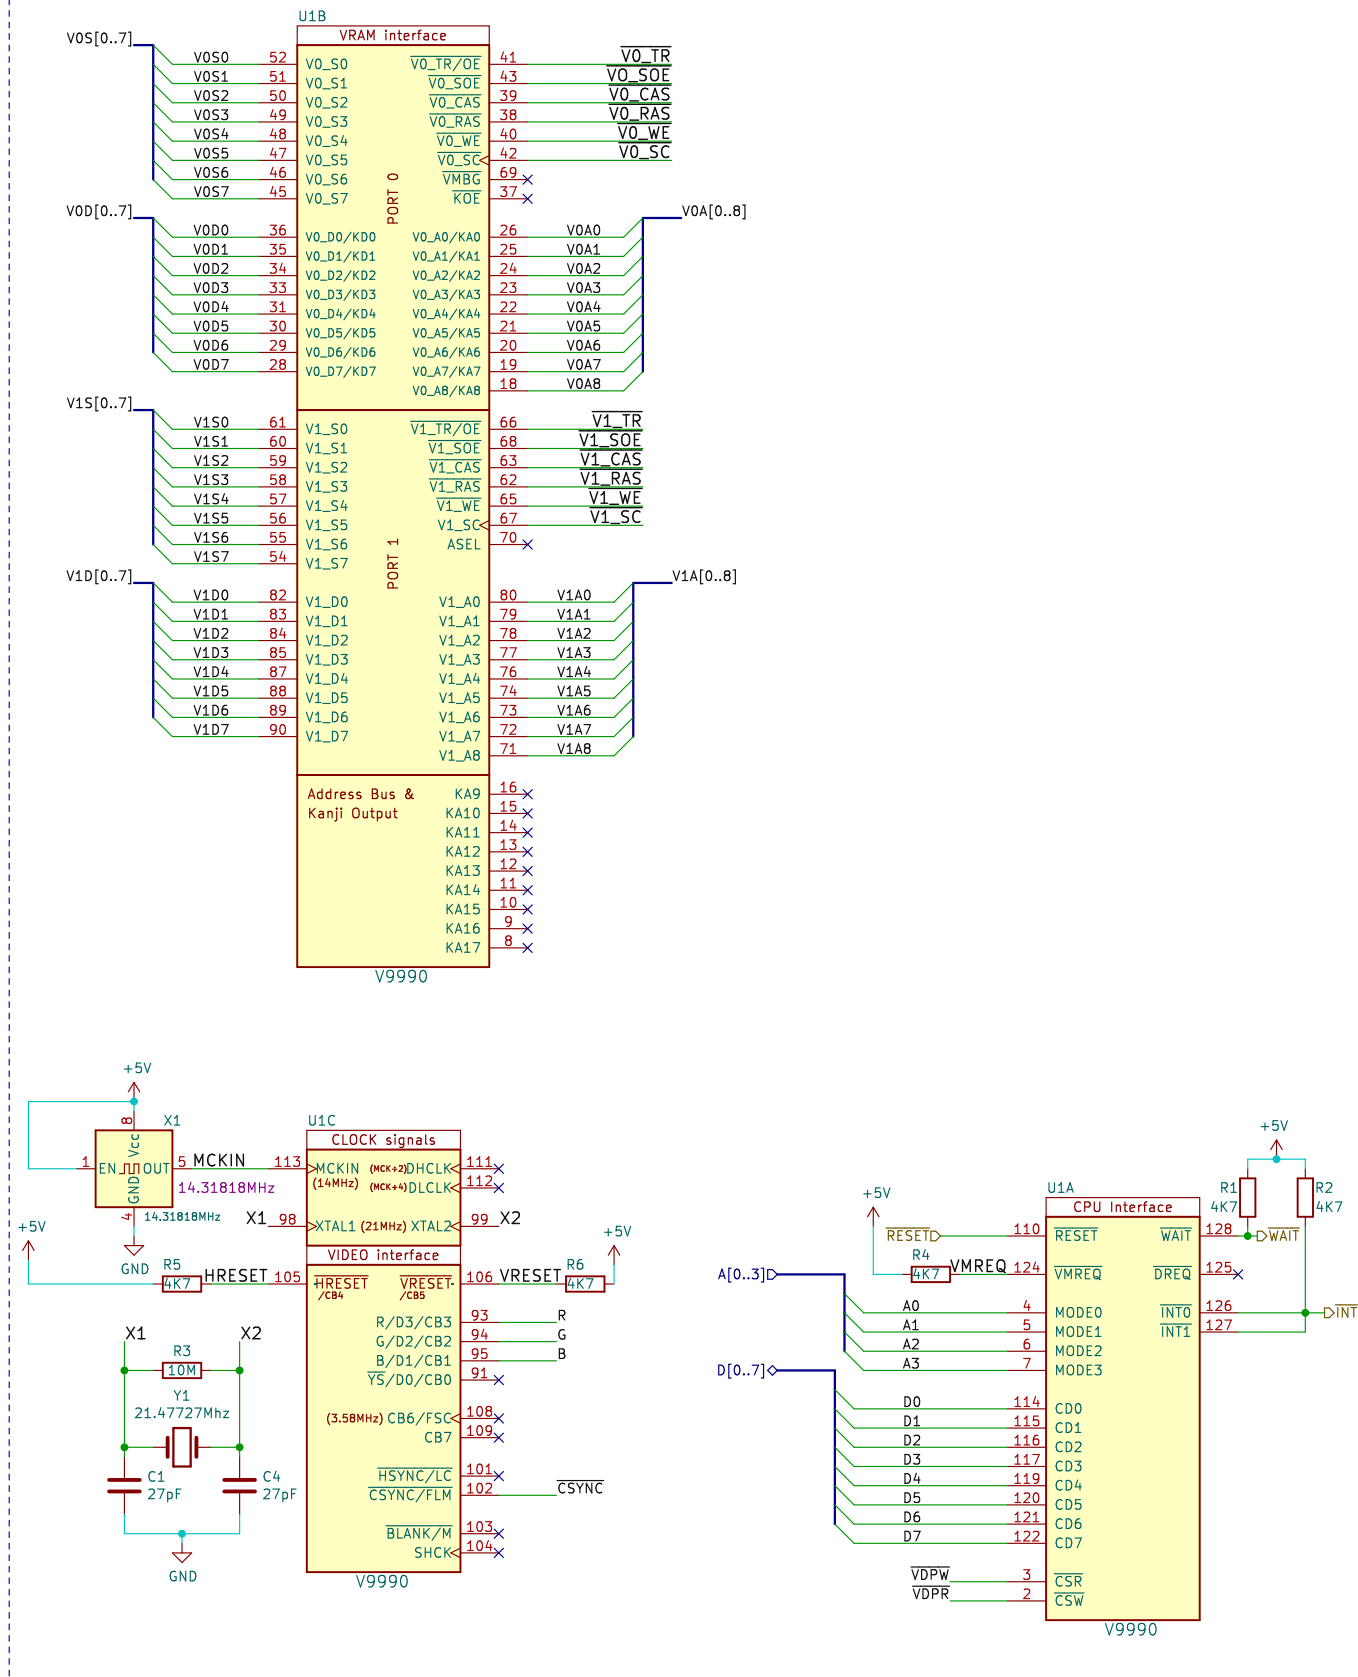 U1B
VRAM interface
V0S[0..7]
V0S0 52 V0_S0 V0_TR/OE 41 V0_TR
V0S1 51 V0_S1 V0_SOE 43 VO_SOE
V0S2 50 V0_S2 V0_CAS 39 V0_CAS
V0S3 49 V0_S3 V0_RAS 38 V0_RAS
V0S4 48 V0_S4 V0_WE 40 V0_WE
V0S5 47 V0_S5 V0_SC 42 V0_SC
V0S6 46 V0_S6 VMBG 69
V0S7 45 V0_S7 KOE 37
PORT 0
V0D[0..7] V0A[0..8]
V0D0 36 V0_D0/KD0 V0_A0/KA0 26 V0A0
V0D1 35 V0_D1/KD1 V0_A1/KA1 25 V0A1
V0D2 34 V0_D2/KD2 V0_A2/KA2 24 V0A2
V0D3 33 V0_D3/KD3 V0_A3/KA3 23 V0A3
V0D4 31 V0_D4/KD4 V0_A4/KA4 22 V0A4
V0D5 30 V0_D5/KD5 V0_A5/KA5 21 V0A5
V0D6 29 V0_D6/KD6 V0_A6/KA6 20 V0A6
V0D7 28 V0_D7/KD7 V0_A7/KA7 19 V0A7
V0_A8/KA8 18 V0A8
V1S[0..7]
V1S0 61 V1_S0 V1_TR/OE 66 V1_TR
V1S1 60 V1_S1 V1_SOE 68 V1_SOE
V1S2 59 V1_S2 V1_CAS 63 V1_CAS
V1S3 58 V1_S3 V1_RAS 62 V1_RAS
V1S4 57 V1_S4 V1_WE 65 V1_WE
V1S5 56 V1_S5 V1_SC 67 V1_SC
V1S6 55 V1_S6 ASEL 70
V1S7 54 V1_S7
PORT 1
V1D[0..7] V1A[0..8]
V1D0 82 V1_D0 V1_A0 80 V1A0
V1D1 83 V1_D1 V1_A1 79 V1A1
V1D2 84 V1_D2 V1_A2 78 V1A2
V1D3 85 V1_D3 V1_A3 77 V1A3
V1D4 87 V1_D4 V1_A4 76 V1A4
V1D5 88 V1_D5 V1_A5 74 V1A5
V1D6 89 V1_D6 V1_A6 73 V1A6
V1D7 90 V1_D7 V1_A7 72 V1A7
V1_A8 71 V1A8
Address Bus & KA9 16
Kanji Output KA10 15
KA11 14
KA12 13
KA13 12
KA14 11
KA15 10
KA16 9
KA17 8
V9990
+5V
8 X1
Vcc
1 EN OUT 5 MCKIN
GND
14.31818MHz
4 14.31818MHz
GND
+5V
R5
4K7 HRESET
X1 X2
R3
10M
Y1
21.47727Mhz
C1 C4
27pF 27pF
GND
U1C
CLOCK signals
113 MCKIN (MCK÷2) DHCLK 111
(14MHz) (MCK÷4) DLCLK 112
X1 98 XTAL1 (21MHz) XTAL2 99 X2
VIDEO interface
105 HRESET VRESET 106 VRESET R6
/CB4 /CB5 4K7
+5V
R/D3/CB3 93 R
G/D2/CB2 94 G
B/D1/CB1 95 B
YS/D0/CB0 91
(3.58MHz) CB6/FSC 108
CB7 109
HSYNC/LC 101
CSYNC/FLM 102 CSYNC
BLANK/M 103
SHCK 104
V9990
+5V
R1 R2
4K7 4K7
U1A
CPU Interface
+5V
RESET 110 RESET WAIT 128 WAIT
R4
4K7 VMREQ 124 VMREQ DREQ 125
A[0..3]
A0 4 MODE0 INT0 126 INT
A1 5 MODE1 INT1 127
A2 6 MODE2
A3 7 MODE3
D[0..7]
D0 114 CD0
D1 115 CD1
D2 116 CD2
D3 117 CD3
D4 119 CD4
D5 120 CD5
D6 121 CD6
D7 122 CD7
VDPW 3 CSR
VDPR 2 CSW
V9990